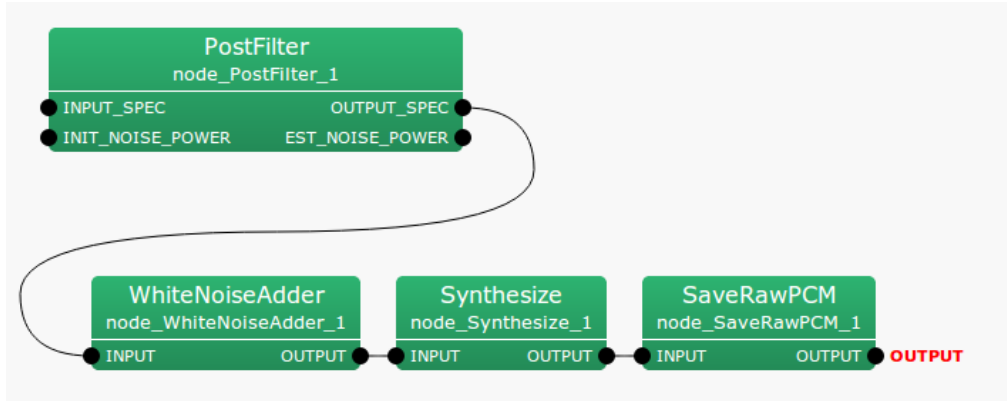 PostFilter
node_PostFilter_1
INPUT_SPEC OUTPUT_SPEC
INIT_NOISE_POWER EST_NOISE_POWER
WhiteNoiseAdder
node_WhiteNoiseAdder_1
INPUT OUTPUT
Synthesize
node_Synthesize_1
INPUT OUTPUT
SaveRawPCM
node_SaveRawPCM_1
INPUT OUTPUT OUTPUT